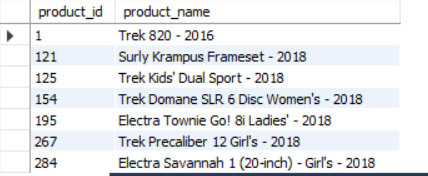 product_id product_name
1 Trek 820 - 2016
121 Surly Krampus Frameset - 2018
125 Trek Kids' Dual Sport - 2018
154 Trek Domane SLR 6 Disc Women's - 2018
195 Electra Townie Go! 8i Ladies' - 2018
267 Trek Precaliber 12 Girl's - 2018
284 Electra Savannah 1 (20-inch) - Girl's - 2018